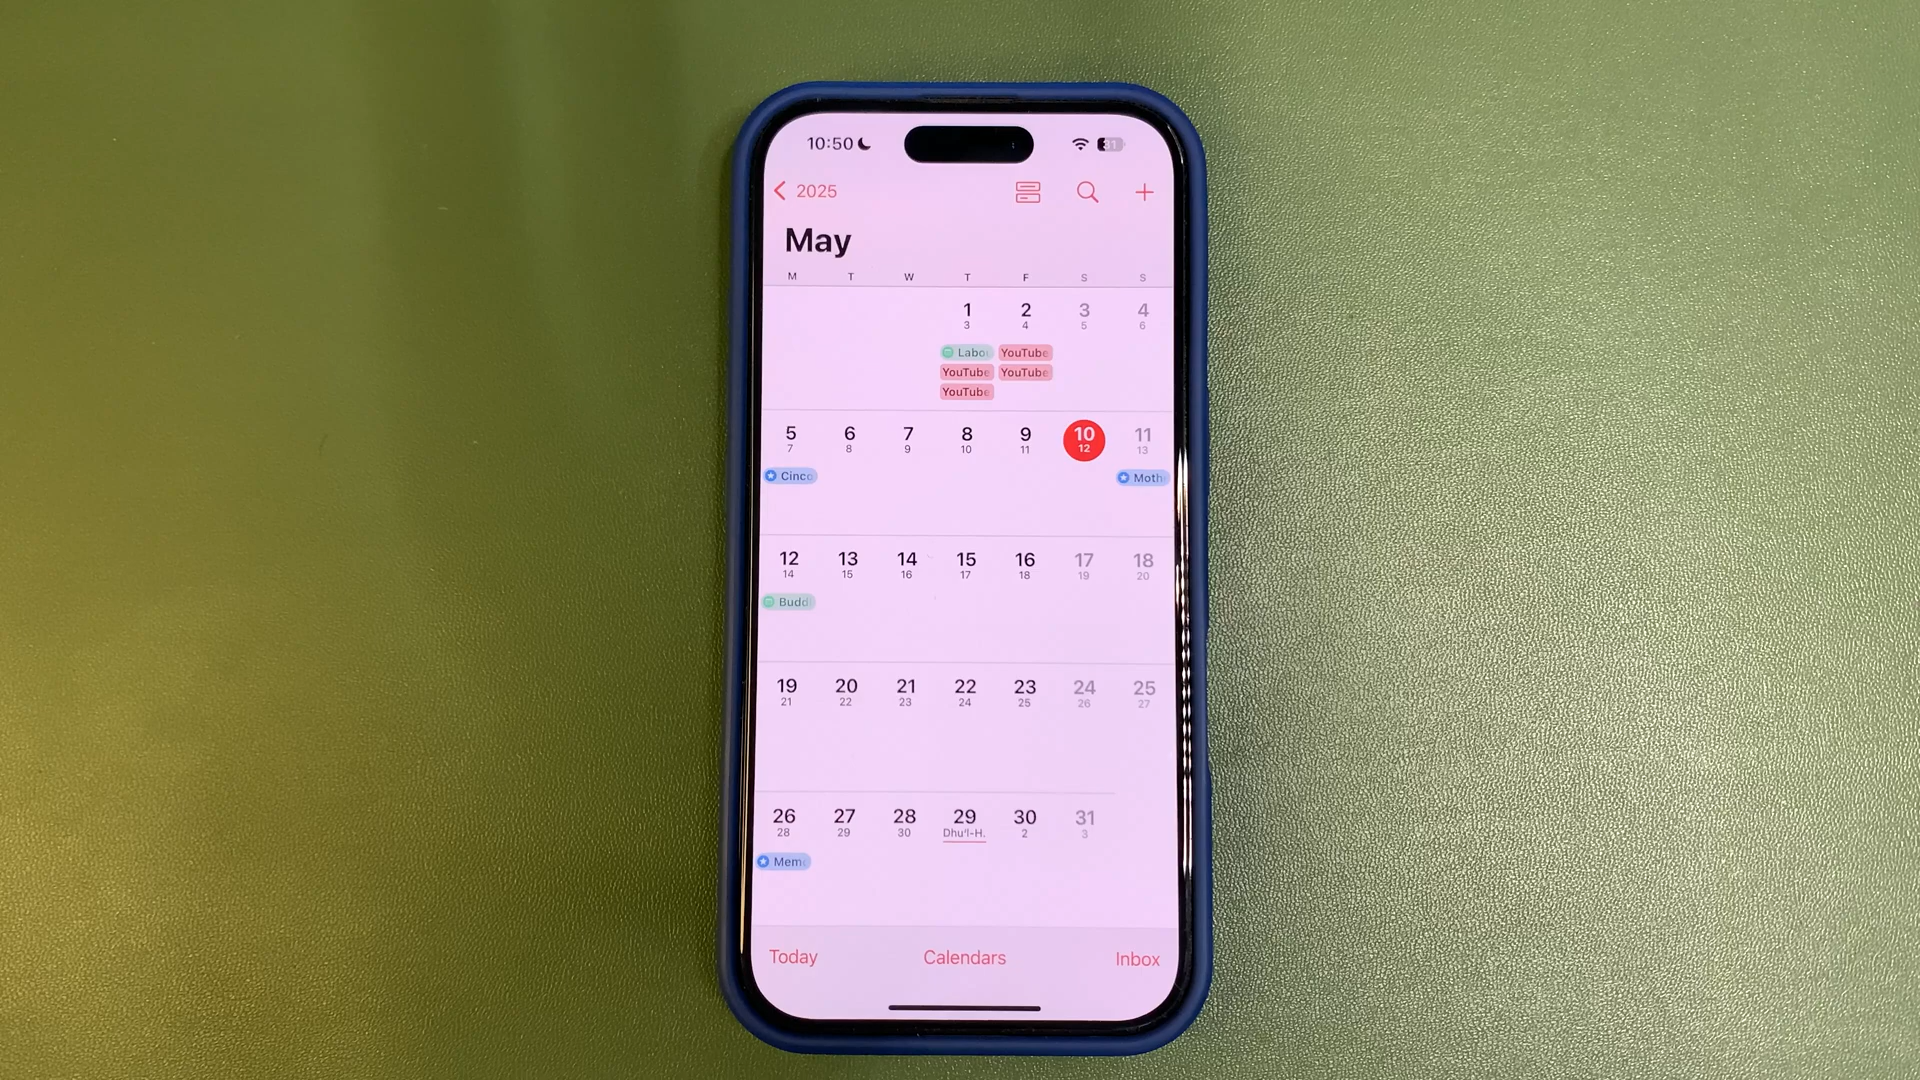 10:50 31
2025
May
M T W T F S S
1 2 3 4
3 4 5 6
Labo YouTube
YouTube YouTube
YouTube
5 6 7 8 9 10 11
7 8 9 10 11 12 13
Cinco Moth
12 13 14 15 16 17 18
14 15 16 17 18 19 20
Budd
19 20 21 22 23 24 25
21 22 23 24 25 26 27
26 27 28 29 30 31
28 29 30 Dhuʻl-H. 2 3
Mem
Today Calendars Inbox